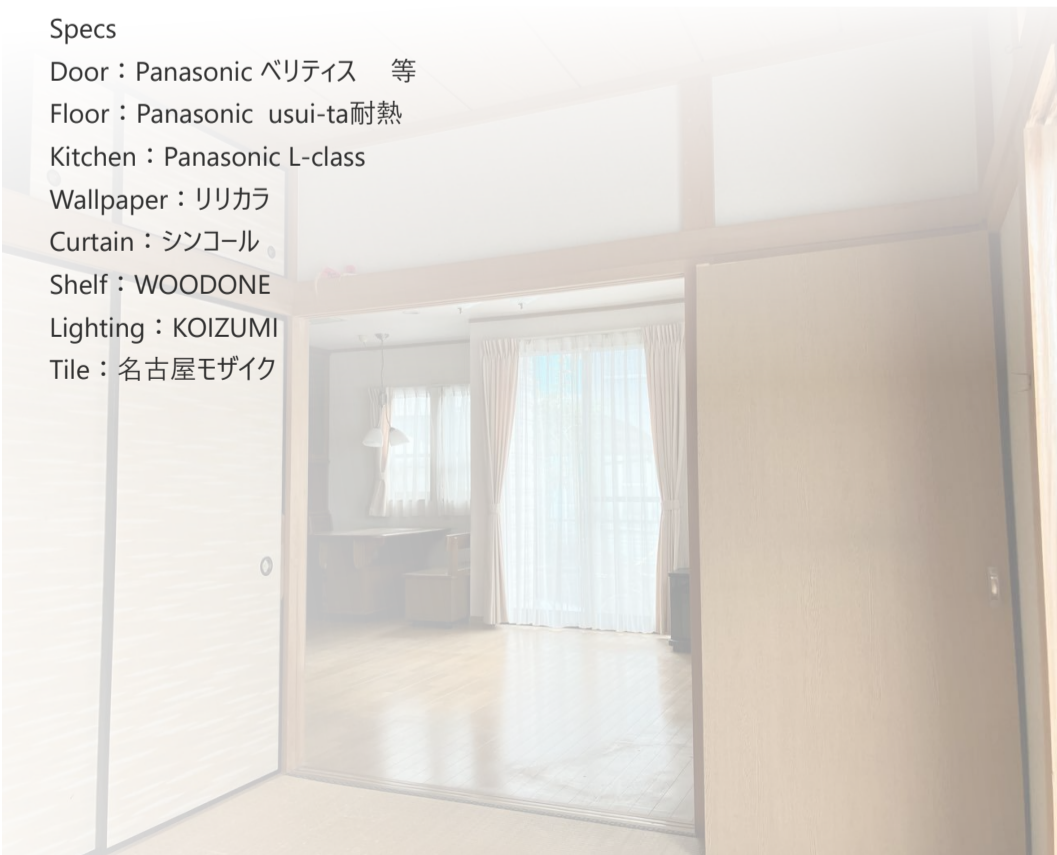 Specs
Door：Panasonic ベリティス　等
Floor：Panasonic usui-ta耐熱
Kitchen：Panasonic L-class
Wallpaper：リリカラ
Curtain：シンコール
Shelf：WOODONE
Lighting：KOIZUMI
Tile：名古屋モザイク